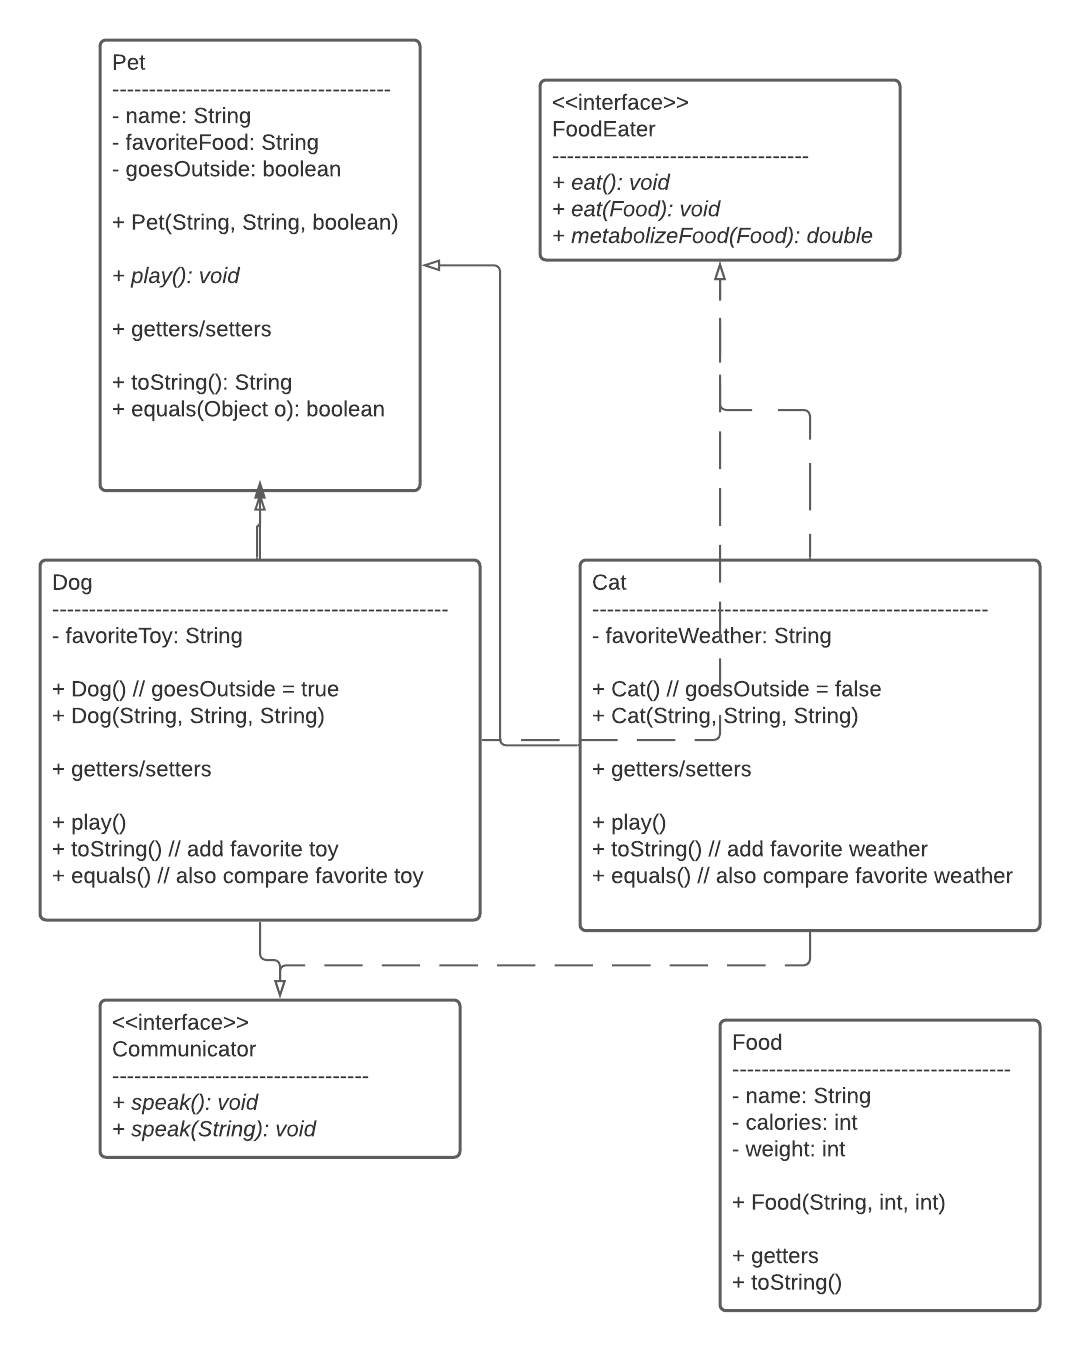 Pet
--------------------------------------
- name: String
- favoriteFood: String
- goesOutside: boolean
+ Pet(String, String, boolean)
+ play(): void
+ getters/setters
+ toString(): String
+ equals(Object o): boolean
<<interface>>
FoodEater
-----------------------------------
+ eat(): void
+ eat(Food): void
+ metabolizeFood(Food): double
Dog
------------------------------------------------------
- favoriteToy: String
+ Dog() // goesOutside = true
+ Dog(String, String, String)
+ getters/setters
+ play()
+ toString() // add favorite toy
+ equals() // also compare favorite toy
Cat
------------------------------------------------------
- favoriteWeather: String
+ Cat() // goesOutside = false
+ Cat(String, String, String)
+ getters/setters
+ play()
+ toString() // add favorite weather
+ equals() // also compare favorite weather
<<interface>>
Communicator
-----------------------------------
+ speak(): void
+ speak(String): void
Food
--------------------------------------
- name: String
- calories: int
- weight: int
+ Food(String, int, int)
+ getters
+ toString()